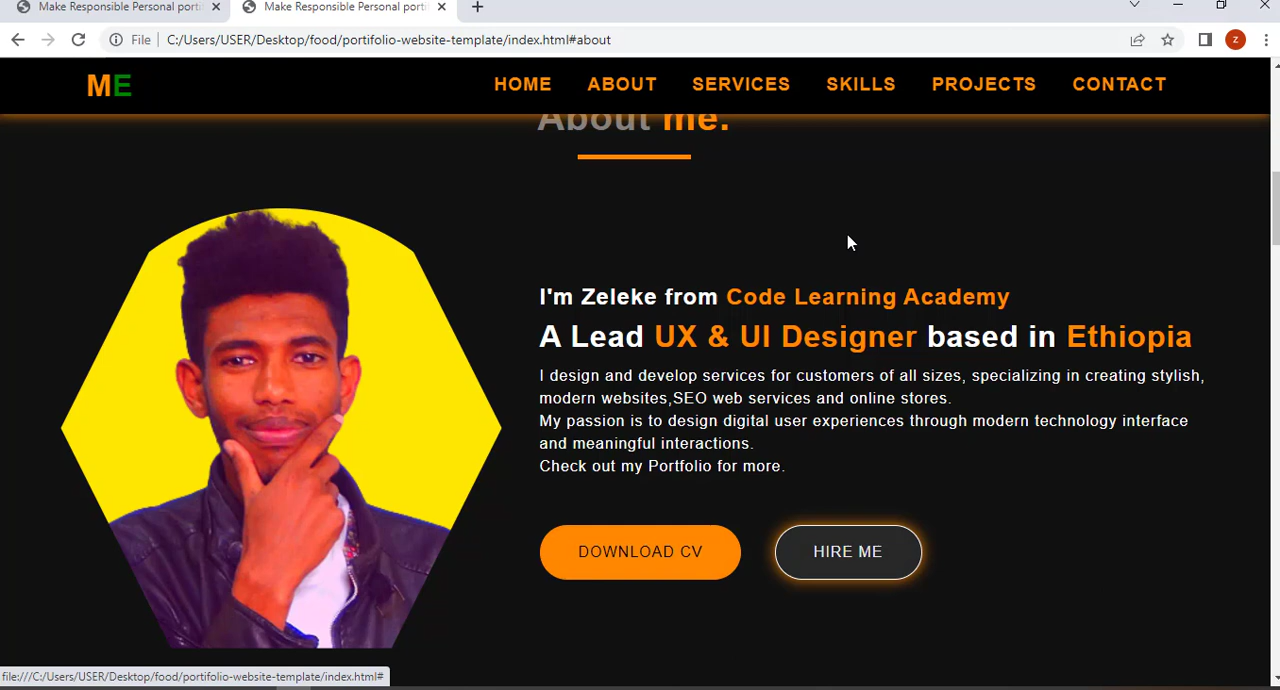 Make Responsible Personal porti
Make Responsible Personal portf
File
C:/Users/USER/Desktop/food/portifolio-website-template/index.html#about
z
ME
HOME
ABOUT
SERVICES
SKILLS
PROJECTS
CONTACT
About me.
I'm Zeleke from Code Learning Academy
A Lead UX & UI Designer based in Ethiopia
I design and develop services for customers of all sizes, specializing in creating stylish,
modern websites,SEO web services and online stores.
My passion is to design digital user experiences through modern technology interface
and meaningful interactions.
Check out my Portfolio for more.
DOWNLOAD CV
HIRE ME
file:///C:/Users/USER/Desktop/food/portifolio-website-template/index.html#